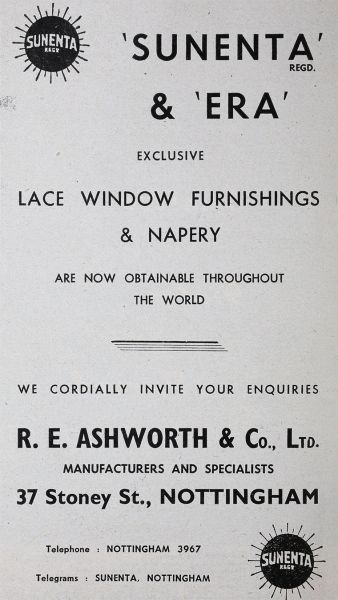 SUNENTA
REGD
'SUNENTA'
REGD.
& 'ERA'
EXCLUSIVE
LACE WINDOW FURNISHINGS
& NAPERY
ARE NOW OBTAINABLE THROUGHOUT
THE WORLD
WE CORDIALLY INVITE YOUR ENQUIRIES
R. E. ASHWORTH & Co., LTD.
MANUFACTURERS AND SPECIALISTS
37 Stoney St., NOTTINGHAM
Telephone : NOTTINGHAM 3967
Telegrams : SUNENTA, NOTTINGHAM
SUNENTA
REGD